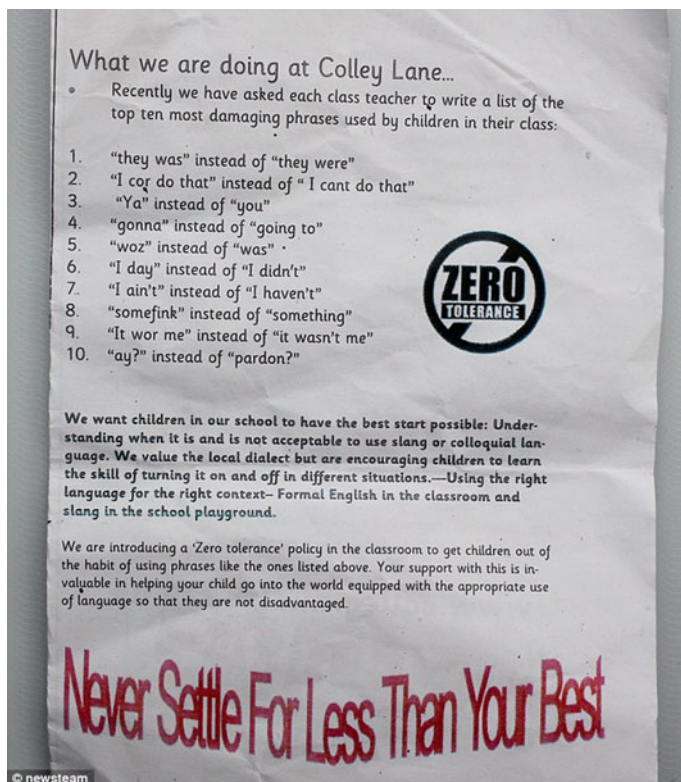 What we are doing at Colley Lane...
• Recently we have asked each class teacher to write a list of the
top ten most damaging phrases used by children in their class:
1. “they was” instead of “they were”
2. “I cor do that” instead of “ I cant do that”
3. “Ya” instead of “you”
4. “gonna” instead of “going to”
5. “woz” instead of “was”
6. “I day” instead of “I didn’t”
7. “I ain’t” instead of “I haven’t”
8. “somefink” instead of “something”
9. “It wor me” instead of “it wasn’t me”
10. “ay?” instead of “pardon?”
ZERO
TOLERANCE
We want children in our school to have the best start possible: Under-
standing when it is and is not acceptable to use slang or colloquial lan-
guage. We value the local dialect but are encouraging children to learn
the skill of turning it on and off in different situations.—Using the right
language for the right context– Formal English in the classroom and
slang in the school playground.
We are introducing a ‘Zero tolerance’ policy in the classroom to get children out of
the habit of using phrases like the ones listed above. Your support with this is in-
valuable in helping your child go into the world equipped with the appropriate use
of language so that they are not disadvantaged.
Never Settle For Less Than Your Best
© newsteam